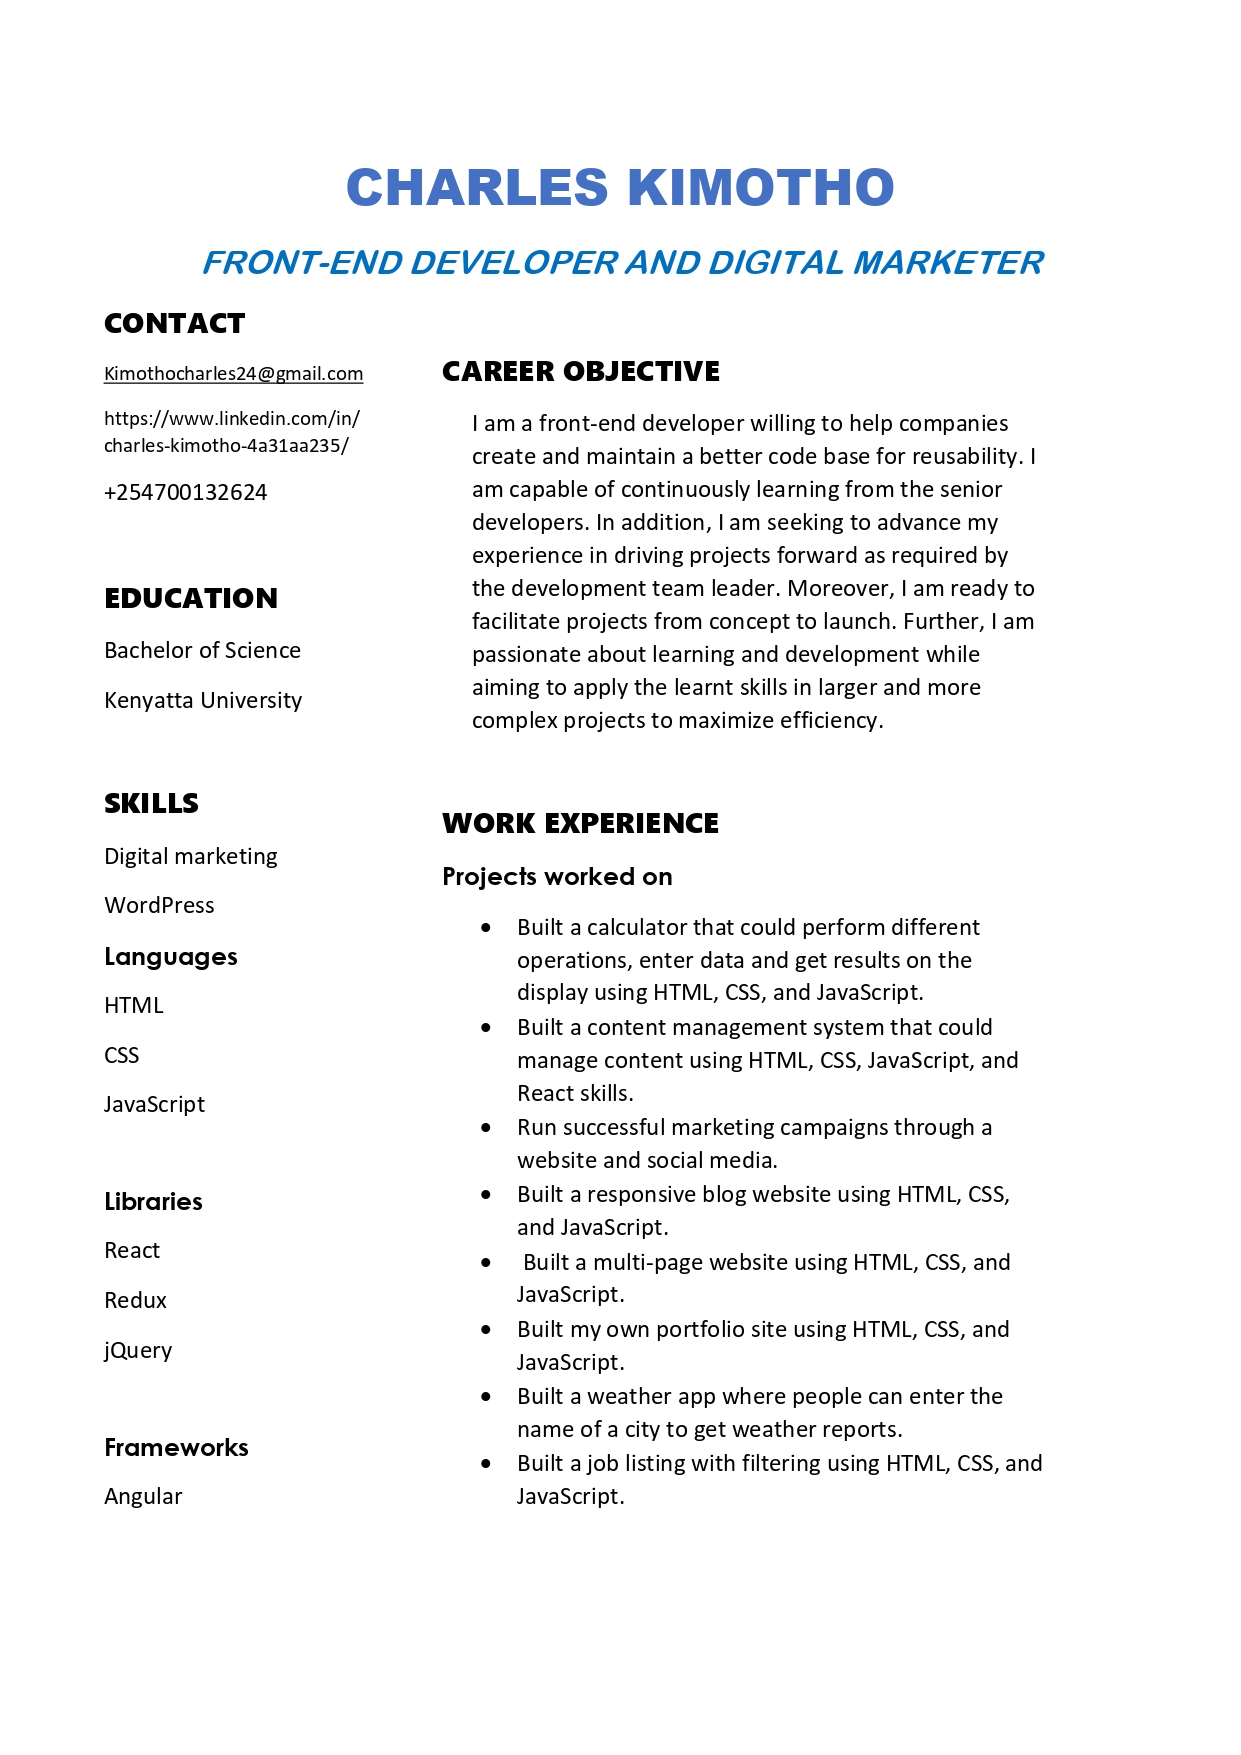 CHARLES KIMOTHO
FRONT-END DEVELOPER AND DIGITAL MARKETER
CONTACT
Kimothocharles24@gmail.com
https://www.linkedin.com/in/
charles-kimotho-4a31aa235/
+254700132624
EDUCATION
Bachelor of Science
Kenyatta University
SKILLS
Digital marketing
WordPress
Languages
HTML
CSS
JavaScript
Libraries
React
Redux
jQuery
Frameworks
Angular
CAREER OBJECTIVE
I am a front-end developer willing to help companies
create and maintain a better code base for reusability. I
am capable of continuously learning from the senior
developers. In addition, I am seeking to advance my
experience in driving projects forward as required by
the development team leader. Moreover, I am ready to
facilitate projects from concept to launch. Further, I am
passionate about learning and development while
aiming to apply the learnt skills in larger and more
complex projects to maximize efficiency.
WORK EXPERIENCE
Projects worked on
• Built a calculator that could perform different
operations, enter data and get results on the
display using HTML, CSS, and JavaScript.
• Built a content management system that could
manage content using HTML, CSS, JavaScript, and
React skills.
• Run successful marketing campaigns through a
website and social media.
• Built a responsive blog website using HTML, CSS,
and JavaScript.
• Built a multi-page website using HTML, CSS, and
JavaScript.
• Built my own portfolio site using HTML, CSS, and
JavaScript.
• Built a weather app where people can enter the
name of a city to get weather reports.
• Built a job listing with filtering using HTML, CSS, and
JavaScript.